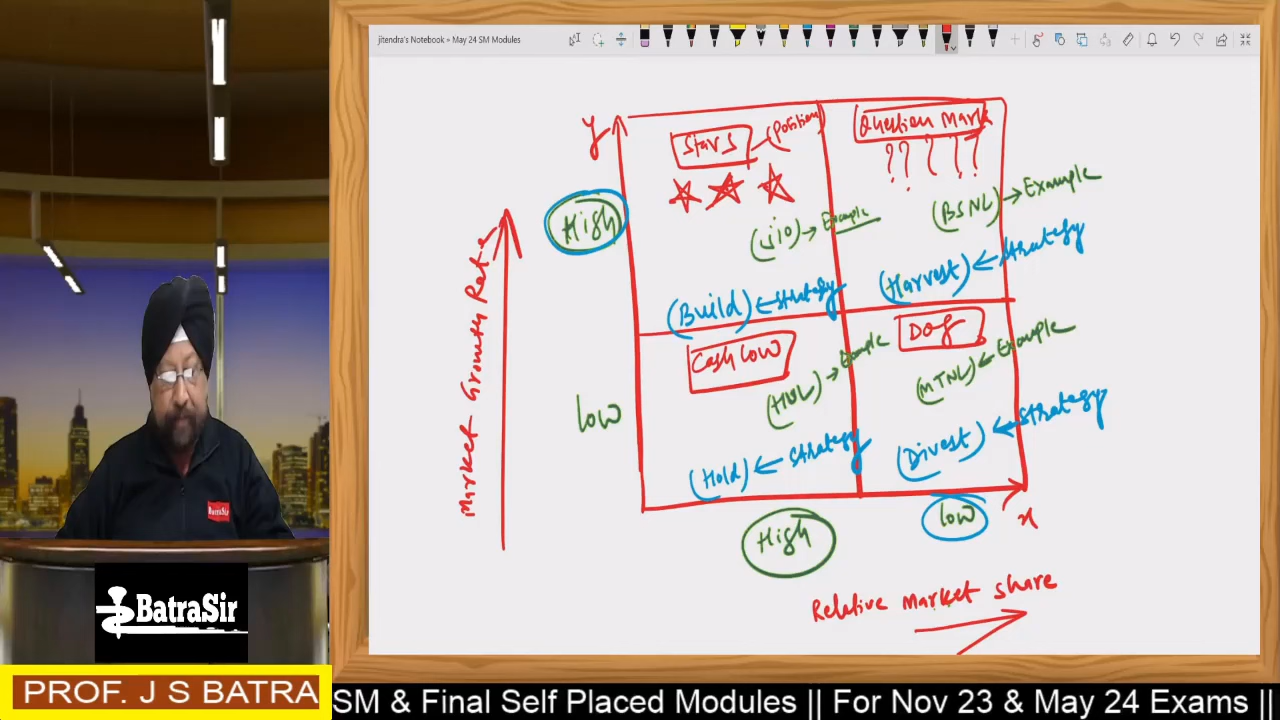 jitendra's Notebook » May 24 SM Modules
y
Stars (Position)
Question Mark
? ? ? ? ?
High
(Jio) → Example
(BSNL) → Example
(Build) ← strategy
(Harvest) ← strategy
Market Growth Rate
Cash low
Dog
low
(HUL) → Example
(MTNL) ← Example
(Hold) ← strategy
(Divest) ← strategy
High
low
x
Relative market share
BatraSir
BatraSir
PROF. J S BATRA
SM & Final Self Placed Modules || For Nov 23 & May 24 Exams ||